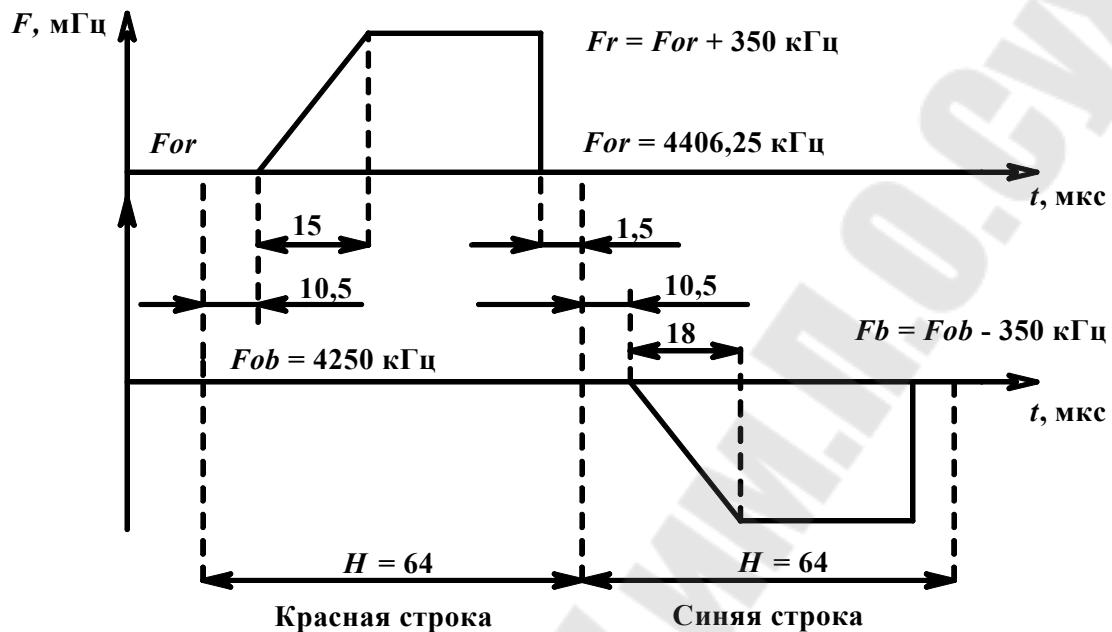 F, мГц
Fr = For + 350 кГц
For
For = 4406,25 кГц
t, мкс
15
1,5
10,5
10,5
Fb = Fob - 350 кГц
18
Fob = 4250 кГц
t, мкс
H = 64
H = 64
Красная строка
Синяя строка